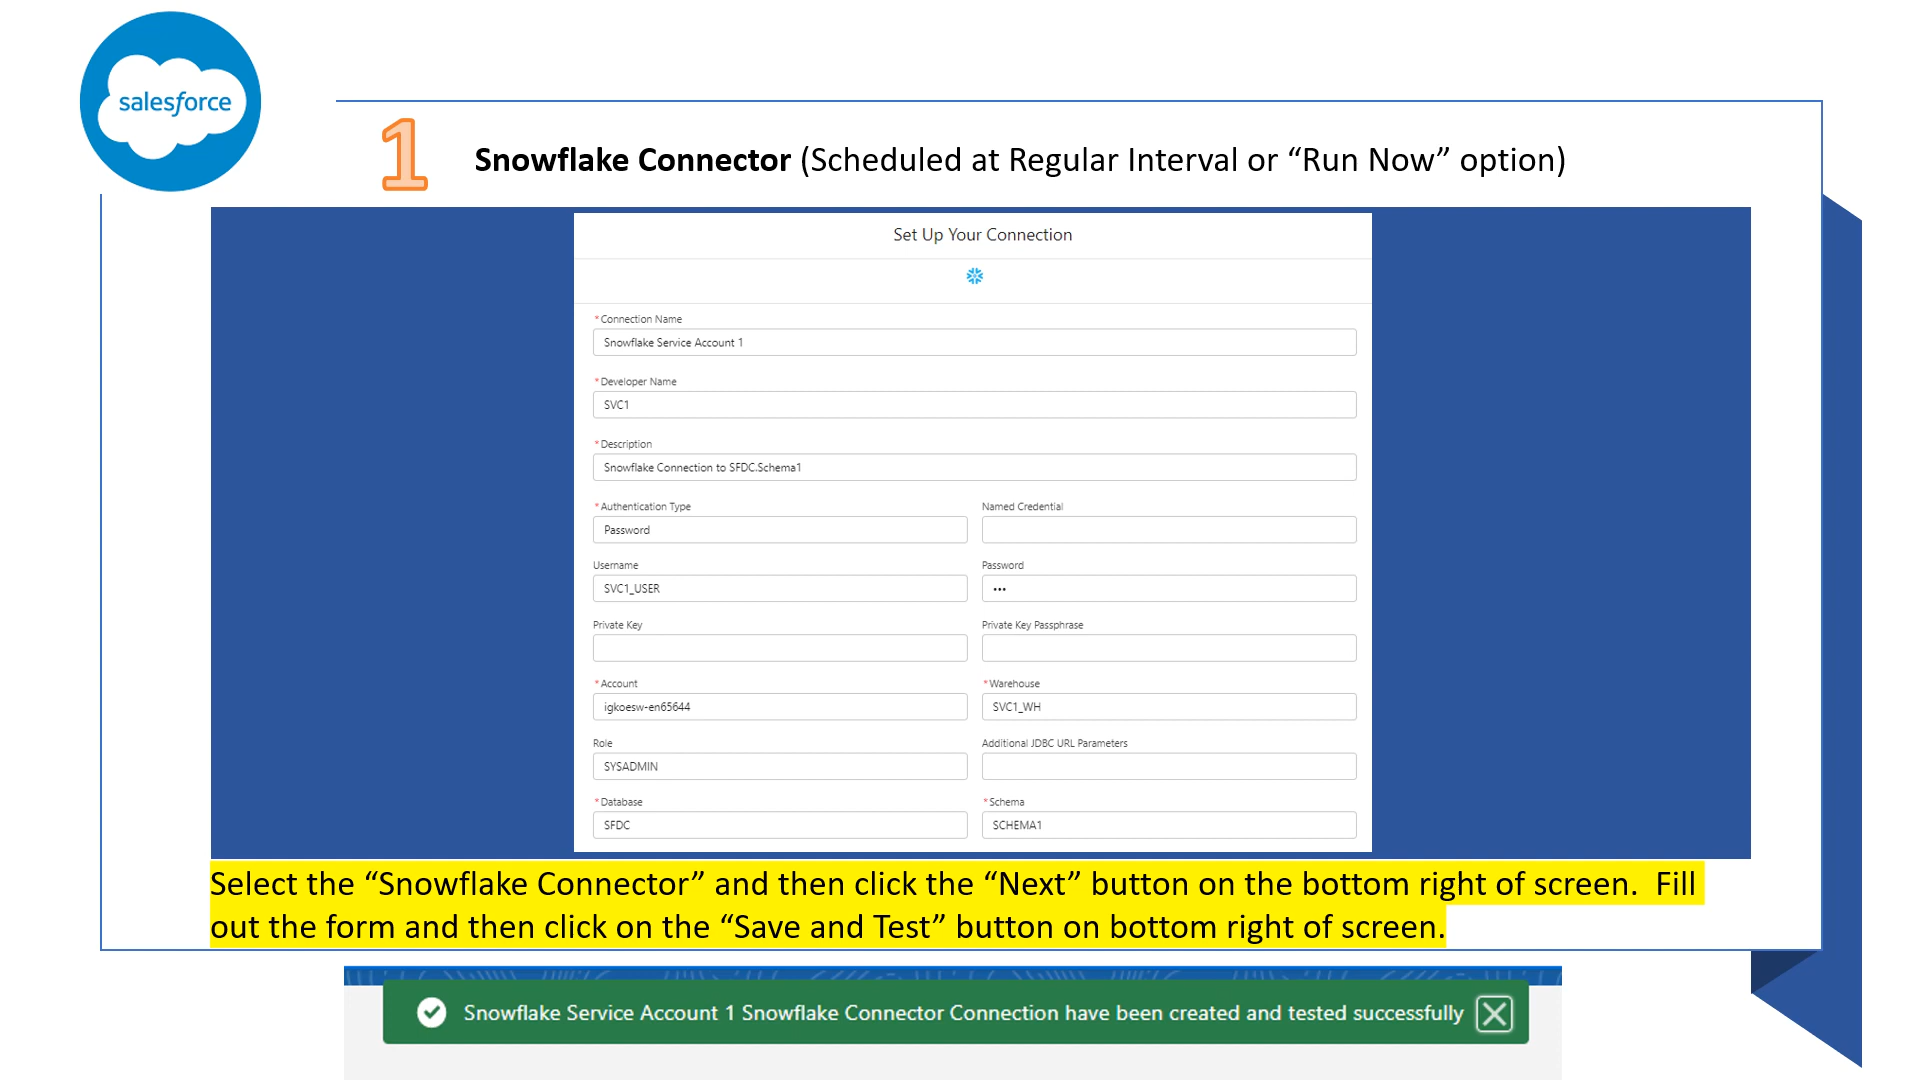 salesforce
1
Snowflake Connector (Scheduled at Regular Interval or “Run Now” option)
Set Up Your Connection
*Connection Name
Snowflake Service Account 1
*Developer Name
SVC1
*Description
Snowflake Connection to SFDC.Schema1
*Authentication Type
Named Credential
Password
Username
Password
SVC1_USER
•••
Private Key
Private Key Passphrase
*Account
*Warehouse
igkoesw-en65644
SVC1_WH
Role
Additional JDBC URL Parameters
SYSADMIN
*Database
*Schema
SFDC
SCHEMA1
Select the “Snowflake Connector” and then click the “Next” button on the bottom right of screen.  Fill
out the form and then click on the “Save and Test” button on bottom right of screen.
Snowflake Service Account 1 Snowflake Connector Connection have been created and tested successfully